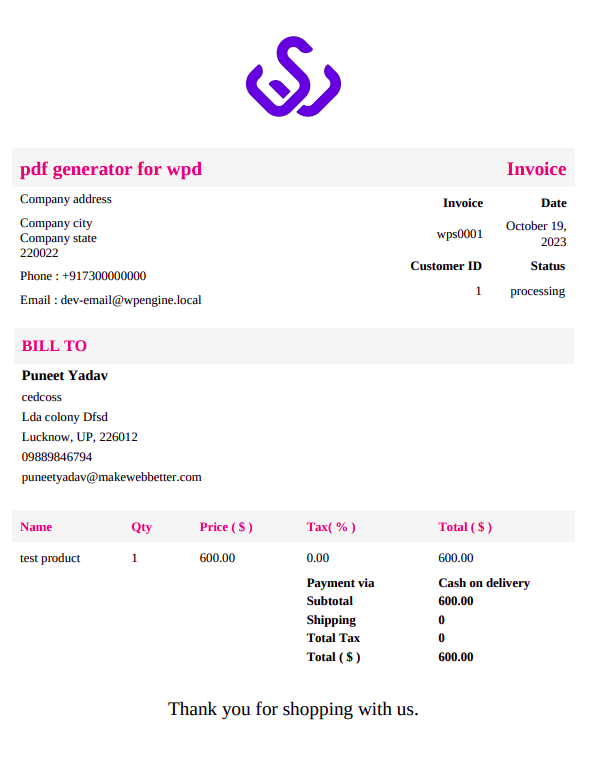 pdf generator for wpd Invoice
Company address
Company city
Company state
220022
Phone : +917300000000
Email : dev-email@wpengine.local
Invoice Date
wps0001 October 19,
2023
Customer ID Status
1 processing
BILL TO
Puneet Yadav
cedcoss
Lda colony Dfsd
Lucknow, UP, 226012
09889846794
puneetyadav@makewebbetter.com
Name Qty Price ( $ ) Tax( % ) Total ( $ )
test product 1 600.00 0.00 600.00
Payment via Cash on delivery
Subtotal 600.00
Shipping 0
Total Tax 0
Total ( $ ) 600.00
Thank you for shopping with us.